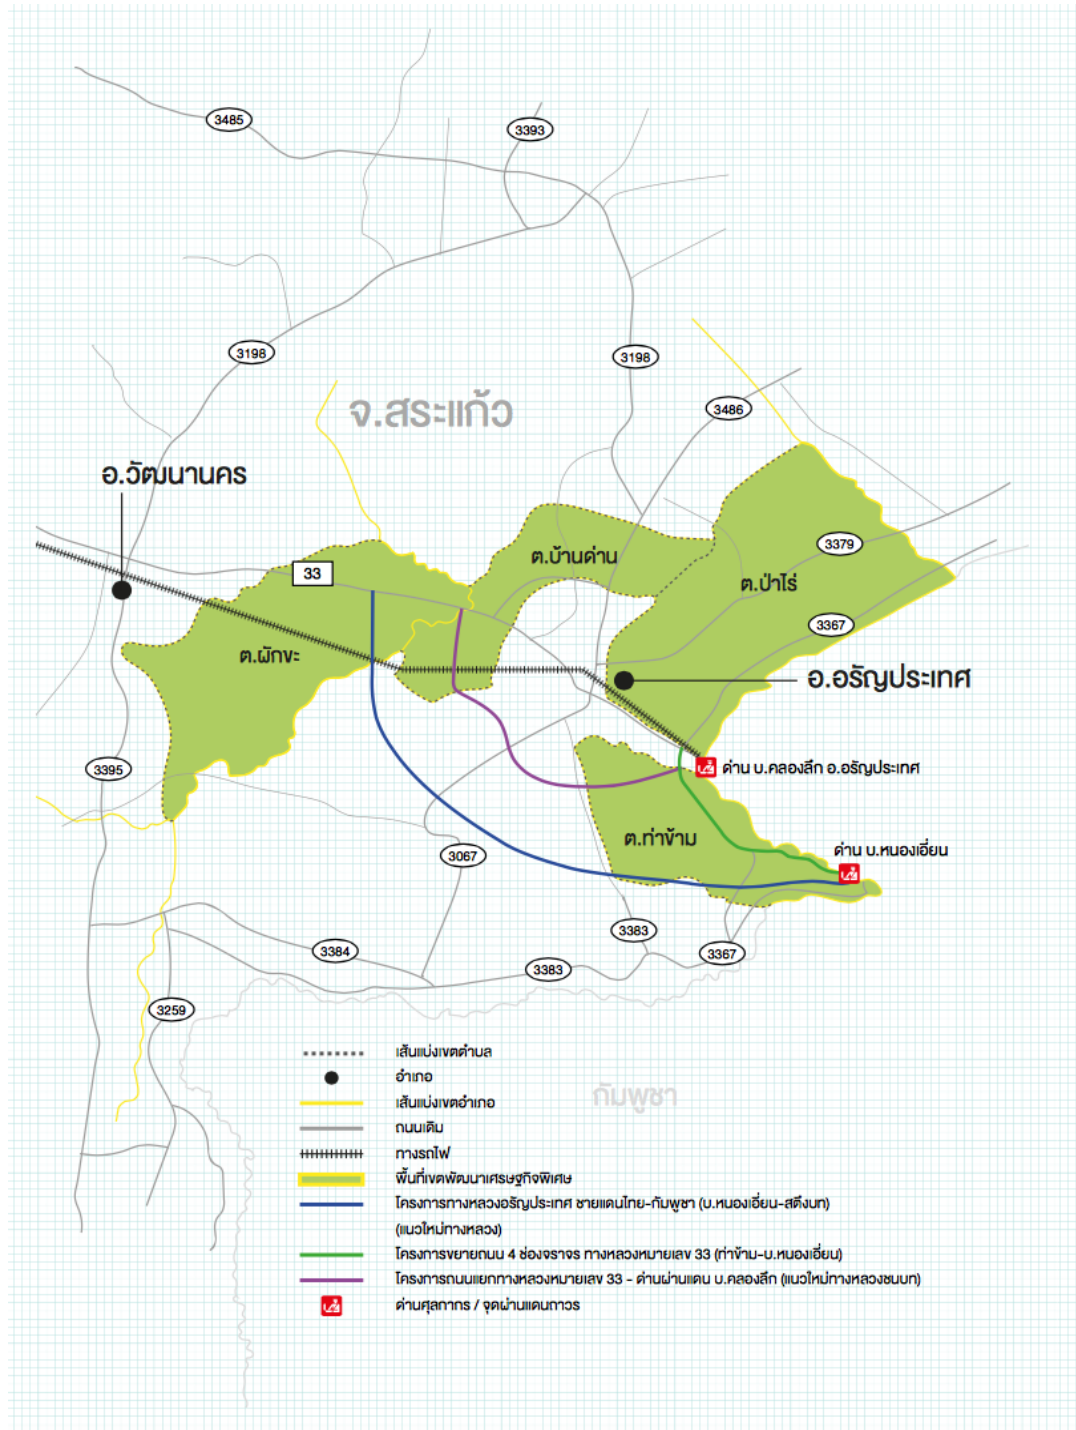 3485
3393
3198
3198
3486
จ.สระแก้ว
อ.วัฒนานคร
3379
ต.บ้านด่าน
33
ต.ป่าไร่
3367
ต.ผักขะ
อ.อรัญประเทศ
3395
ด่าน บ.คลองลึก อ.อรัญประเทศ
ต.ท่าข้าม
ด่าน บ.หนองเอี่ยน
3067
3383
3384
3367
3383
3259
เส้นแบ่งเขตตำบล
อำเภอ
กัมพูชา
เส้นแบ่งเขตอำเภอ
ถนนเดิม
ทางรถไฟ
พื้นที่เขตพัฒนาเศรษฐกิจพิเศษ
โครงการทางหลวงอรัญประเทศ ชายแดนไทย-กัมพูชา (บ.หนองเอี่ยน-สตึงบท)
(แนวใหม่ทางหลวง)
โครงการขยายถนน 4 ช่องจราจร ทางหลวงหมายเลข 33 (ท่าข้าม-บ.หนองเอี่ยน)
โครงการถนนแยกทางหลวงหมายเลข 33 - ด่านผ่านแดน บ.คลองลึก (แนวใหม่ทางหลวงชนบท)
ด่านศุลกากร / จุดผ่านแดนถาวร